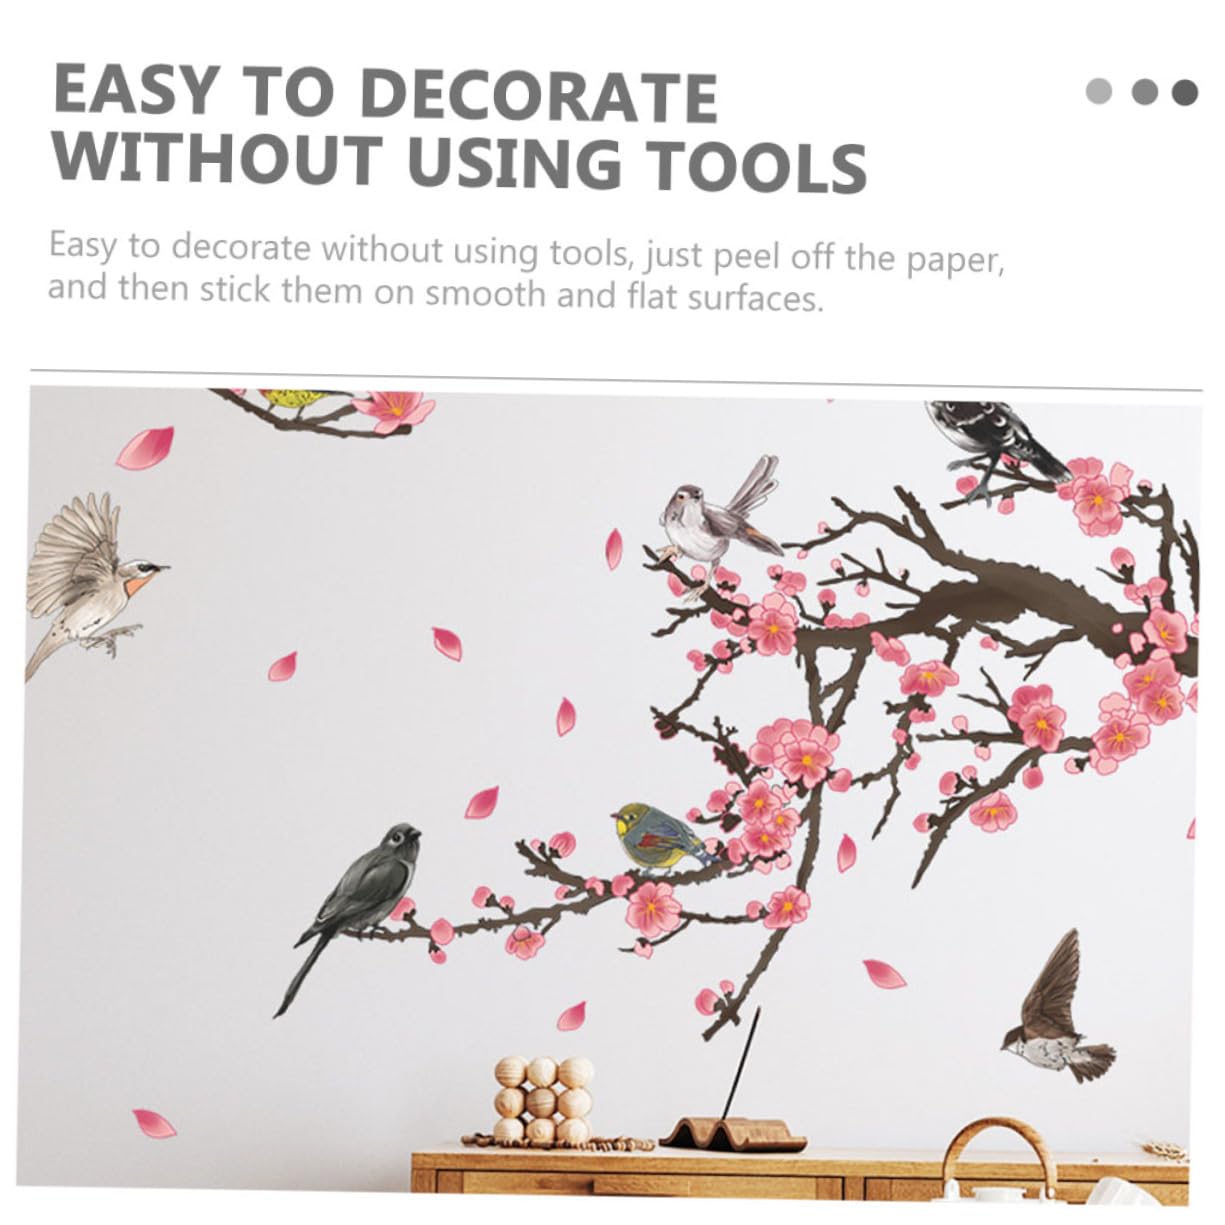 EASY TO DECORATE
WITHOUT USING TOOLS
Easy to decorate without using tools, just peel off the paper,
and then stick them on smooth and flat surfaces.